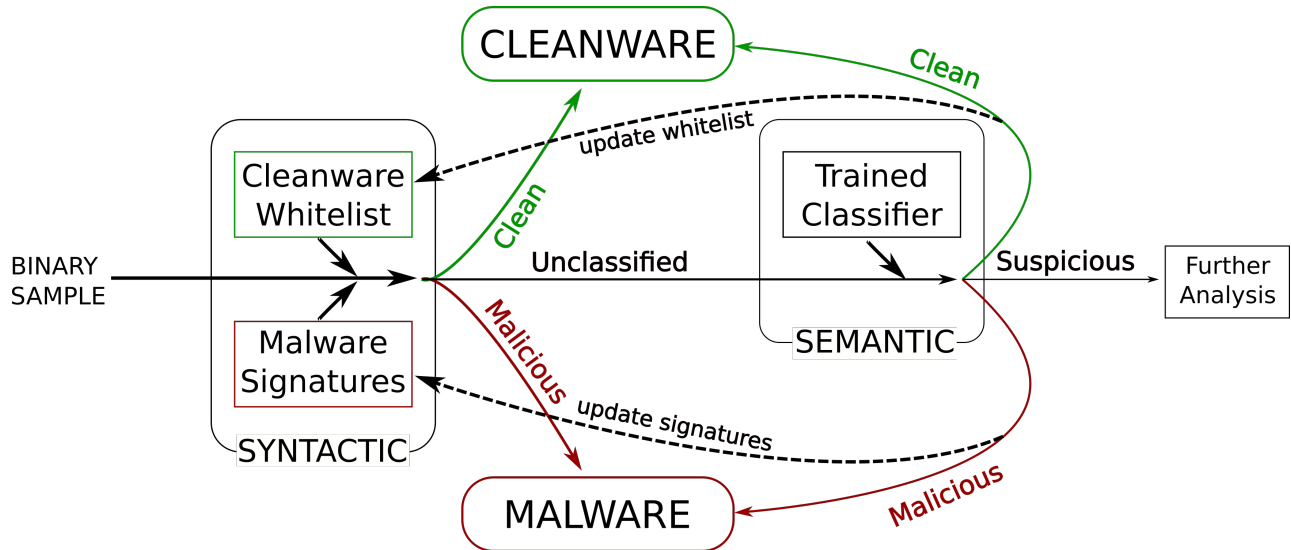 CLEANWARE
Clean
update whitelist
Cleanware
Whitelist
Trained
Classifier
Clean
BINARY
SAMPLE
Unclassified
Suspicious
Further
Analysis
Malware
Signatures
Malicious
SEMANTIC
update signatures
SYNTACTIC
Malicious
MALWARE